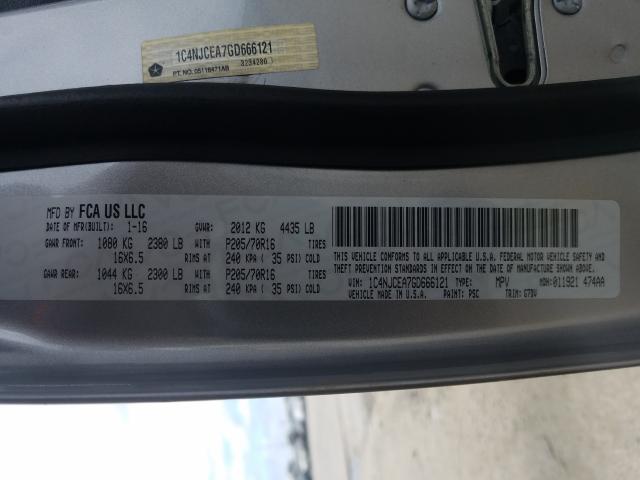 1C4NJCEA7GD666121
PT. NO. 05116471AB 3234280
MFD BY FCA US LLC
DATE OF MFR(BUILT): 1-16 GVWR: 2012 KG 4435 LB
GAWR FRONT: 1080 KG 2380 LB WITH P205/70R16 TIRES
16X6.5 RIMS AT 240 KPA ( 35 PSI) COLD
GAWR REAR: 1044 KG 2300 LB WITH P205/70R16 TIRES
16X6.5 RIMS AT 240 KPA ( 35 PSI) COLD
THIS VEHICLE CONFORMS TO ALL APPLICABLE U.S.A. FEDERAL MOTOR VEHICLE SAFETY AND
THEFT PREVENTION STANDARDS IN EFFECT ON THE DATE OF MANUFACTURE SHOWN ABOVE.
VIN: 1C4NJCEA7GD666121 TYPE: MPV MDH: 011921 474AA
VEHICLE MADE IN U.S.A. PAINT: PSC TRIM: G7DV